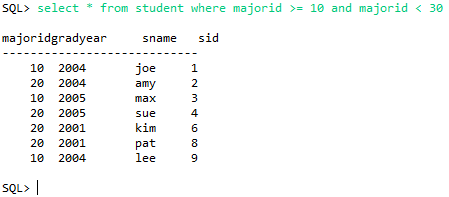 SQL> select * from student where majorid >= 10 and majorid < 30
majoridgradyear sname sid
------------------------------
10 2004 joe 1
20 2004 amy 2
10 2005 max 3
20 2005 sue 4
20 2001 kim 6
20 2001 pat 8
10 2004 lee 9
SQL>